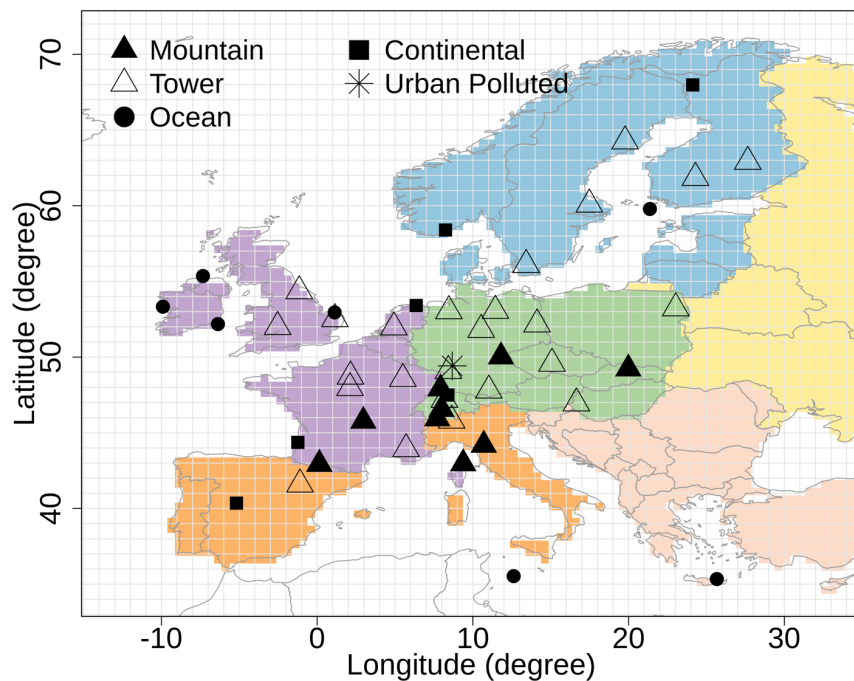 Mountain
Continental
Tower
Urban Polluted
Ocean
70
60
50
40
Latitude (degree)
-10
0
10
20
30
Longitude (degree)